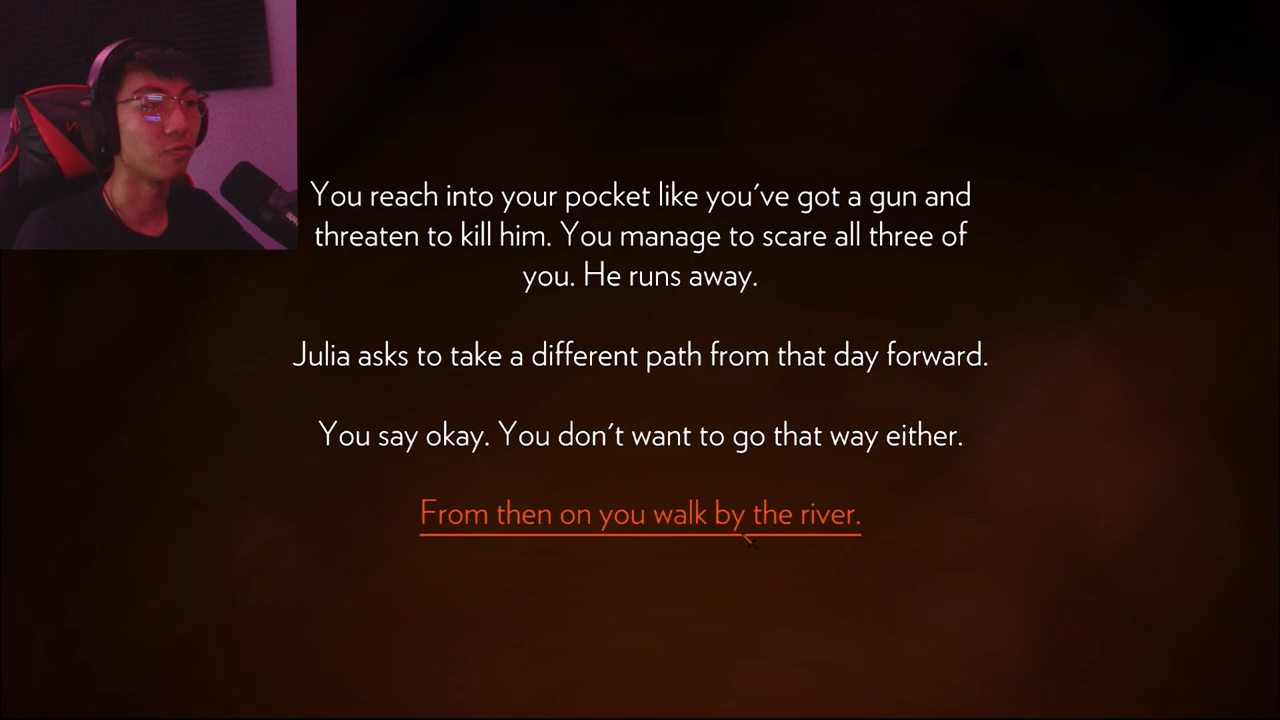 You reach into your pocket like you've got a gun and
threaten to kill him. You manage to scare all three of
you. He runs away.
Julia asks to take a different path from that day forward.
You say okay. You don't want to go that way either.
From then on you walk by the river.